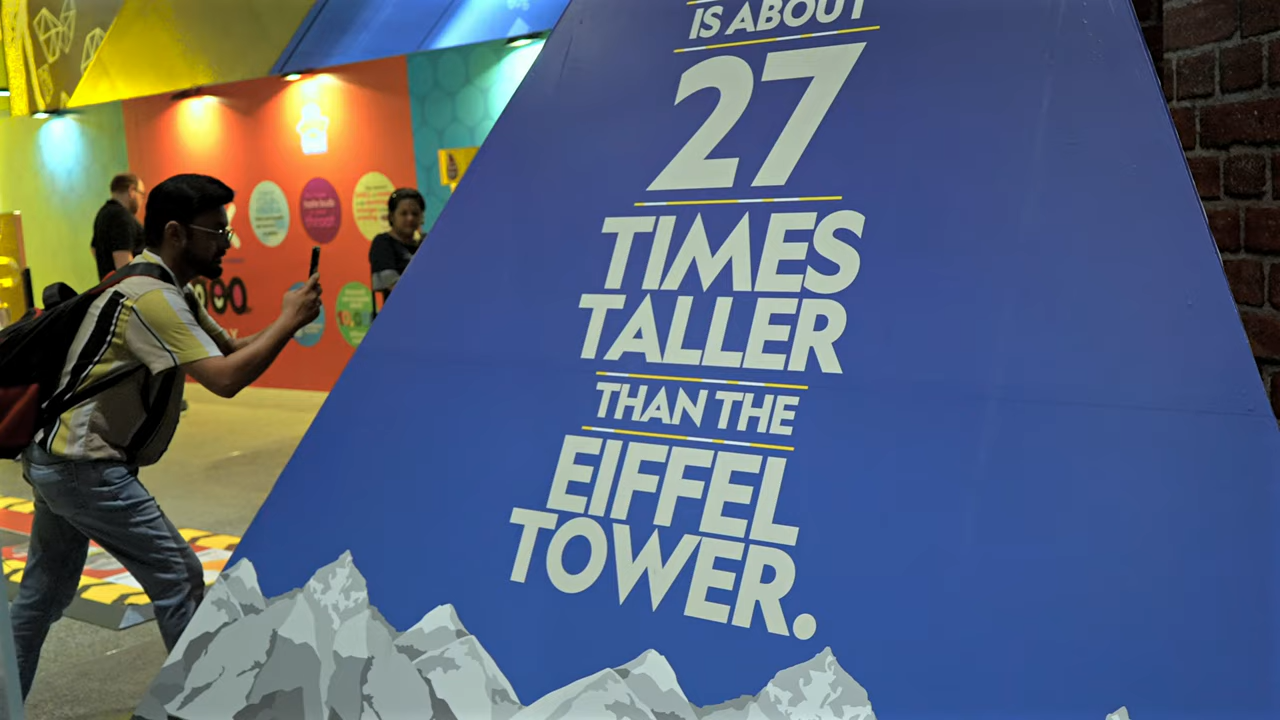 IS ABOUT
27
TIMES
TALLER
THAN THE
EIFFEL
TOWER.